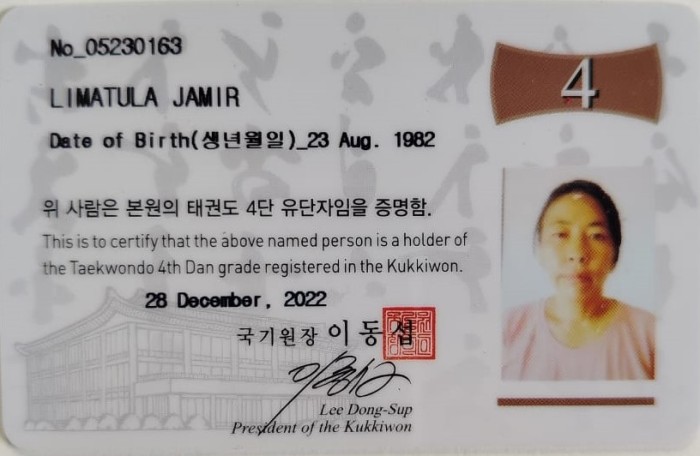 No_05230163
4
LIMATULA JAMIR
Date of Birth(생년월일)_23 Aug. 1982
위 사람은 본원의 태권도 4단 유단자임을 증명함.
This is to certify that the above named person is a holder of
the Taekwondo 4th Dan grade registered in the Kukkiwon.
28 December, 2022
국기원장 이동섭
Lee Dong-Sup
President of the Kukkiwon